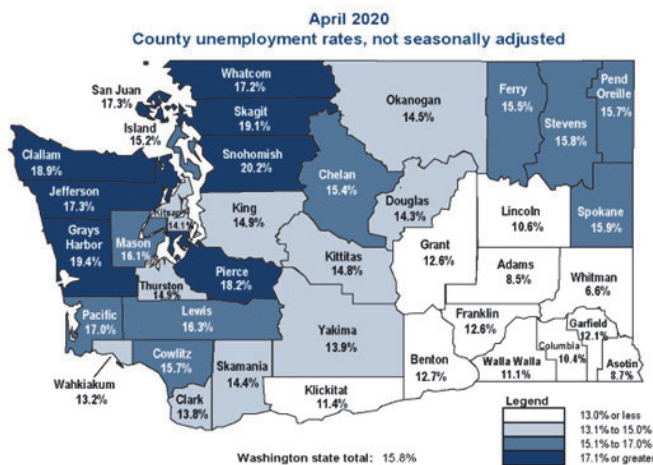 April 2020
County unemployment rates, not seasonally adjusted
Whatcom
17.2%
San Juan
17.3%
Skagit
19.1%
Island
15.2%
Okanogan
14.5%
Ferry
15.5%
Stevens
15.8%
Pend
Oreille
15.7%
Clallam
18.9%
Snohomish
20.2%
Chelan
15.4%
Jefferson
17.3%
Kitsap
14.1%
King
14.9%
Douglas
14.3%
Lincoln
10.6%
Spokane
15.9%
Grays
Harbor
19.4%
Mason
16.1%
Grant
12.6%
Kittitas
14.8%
Adams
8.5%
Whitman
6.6%
Thurston
14.9%
Pierce
18.2%
Pacific
17.0%
Lewis
16.3%
Yakima
13.9%
Franklin
12.6%
Garfield
12.1%
Columbia
10.4%
Walla Walla
11.1%
Asotin
8.7%
Benton
12.7%
Wahkiakum
13.2%
Cowlitz
15.7%
Skamania
14.4%
Clark
13.8%
Klickitat
11.4%
Legend
13.0% or less
13.1% to 15.0%
15.1% to 17.0%
17.1% or greater
Washington state total: 15.8%